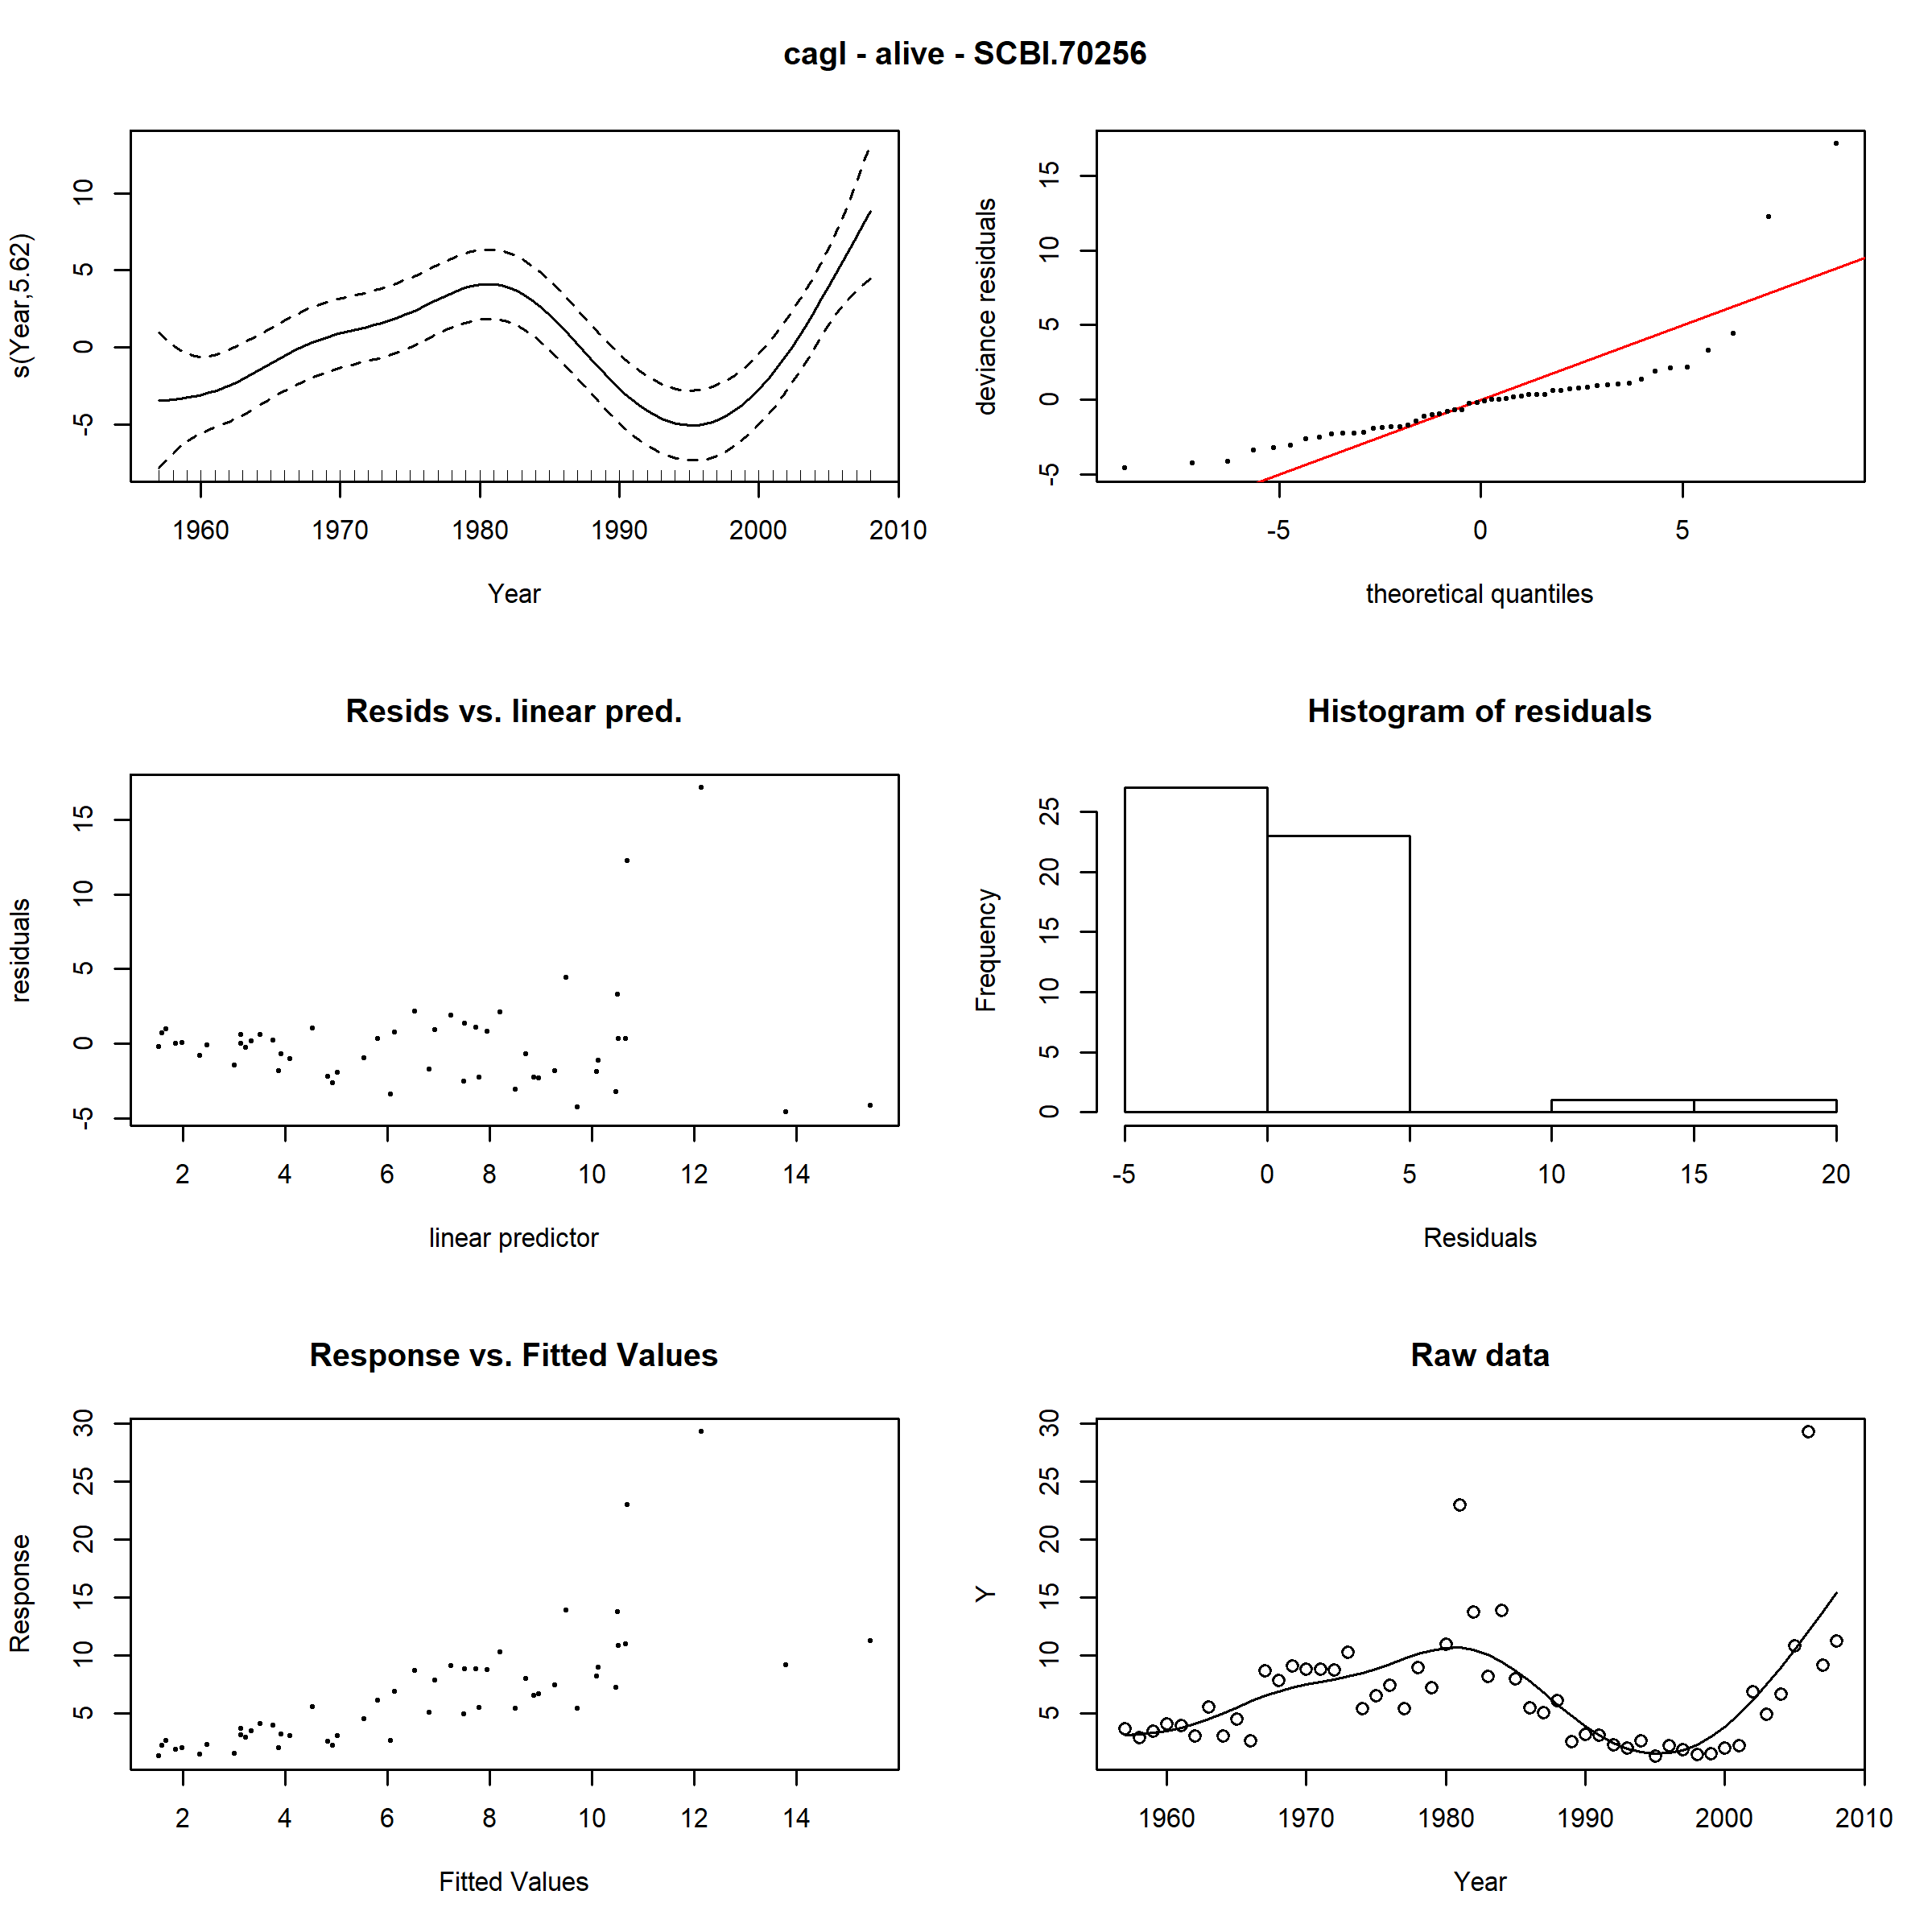 cagl - alive - SCBI.70256
s(Year,5.62)
-5 0 5 10
1960 1970 1980 1990 2000 2010
Year
deviance residuals
-5 0 5 10 15
-5 0 5
theoretical quantiles
Resids vs. linear pred.
residuals
-5 0 5 10 15
2 4 6 8 10 12 14
linear predictor
Histogram of residuals
Frequency
0 5 10 15 20 25
-5 0 5 10 15 20
Residuals
Response vs. Fitted Values
Response
5 10 15 20 25 30
2 4 6 8 10 12 14
Fitted Values
Raw data
Y
5 10 15 20 25 30
1960 1970 1980 1990 2000 2010
Year